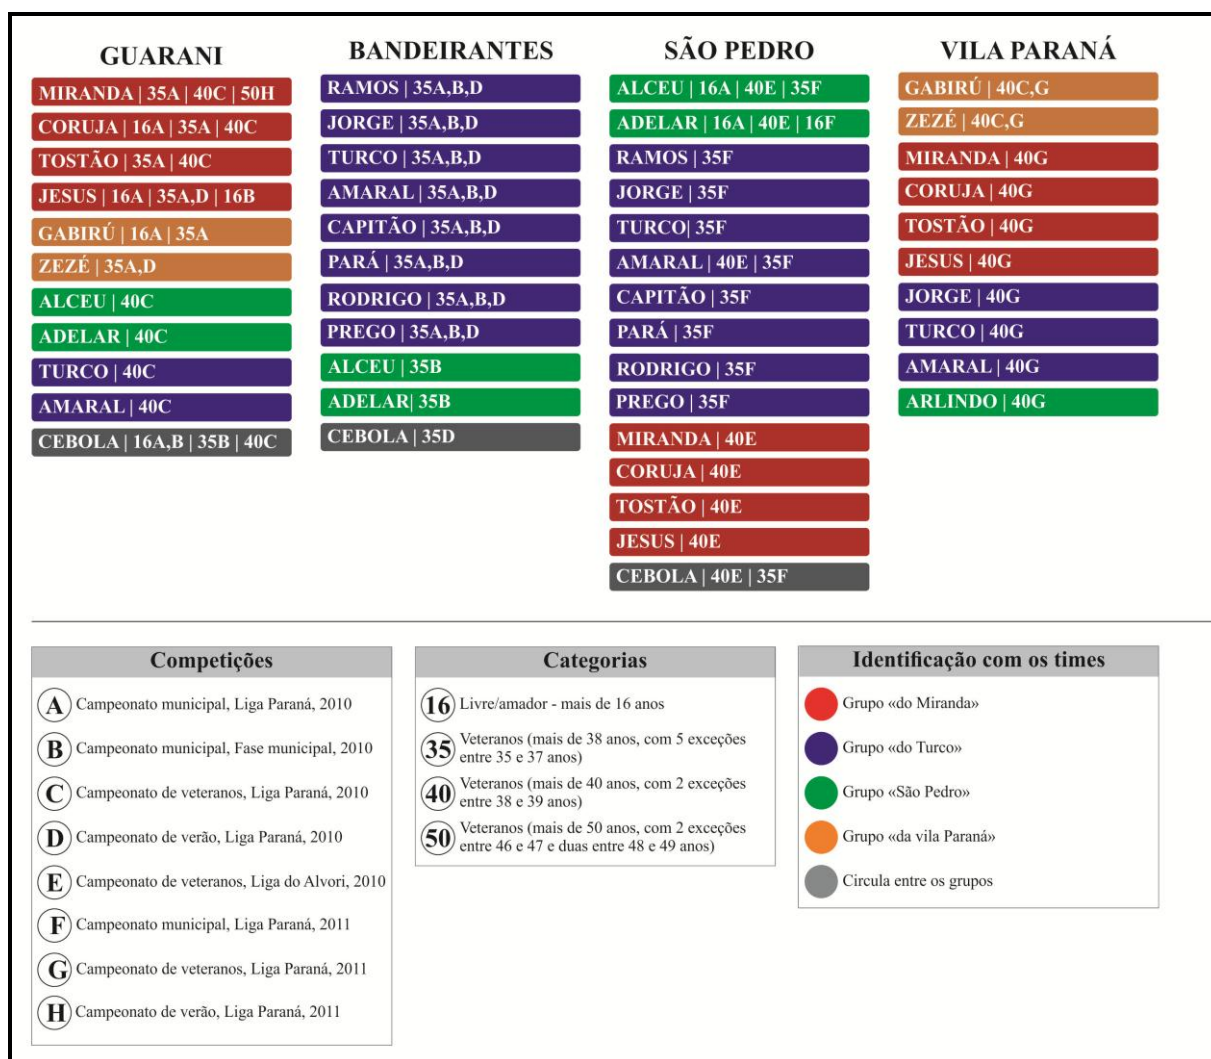 GUARANI
MIRANDA | 35A | 40C | 50H
CORUJA | 16A | 35A | 40C
TOSTÃO | 35A | 40C
JESUS | 16A | 35A,D | 16B
GABIRÚ | 16A | 35A
ZEZÉ | 35A,D
ALCEU | 40C
ADELAR | 40C
TURCO | 40C
AMARAL | 40C
CEBOLA | 16A,B | 35B | 40C
BANDEIRANTES
RAMOS | 35A,B,D
JORGE | 35A,B,D
TURCO | 35A,B,D
AMARAL | 35A,B,D
CAPITÃO | 35A,B,D
PARÁ | 35A,B,D
RODRIGO | 35A,B,D
PREGO | 35A,B,D
ALCEU | 35B
ADELAR| 35B
CEBOLA | 35D
SÃO PEDRO
ALCEU | 16A | 40E | 35F
ADELAR | 16A | 40E | 16F
RAMOS | 35F
JORGE | 35F
TURCO| 35F
AMARAL | 40E | 35F
CAPITÃO | 35F
PARÁ | 35F
RODRIGO | 35F
PREGO | 35F
MIRANDA | 40E
CORUJA | 40E
TOSTÃO | 40E
JESUS | 40E
CEBOLA | 40E | 35F
VILA PARANÁ
GABIRÚ | 40C,G
ZEZÉ | 40C,G
MIRANDA | 40G
CORUJA | 40G
TOSTÃO | 40G
JESUS | 40G
JORGE | 40G
TURCO | 40G
AMARAL | 40G
ARLINDO | 40G
Competições
A Campeonato municipal, Liga Paraná, 2010
B Campeonato municipal, Fase municipal, 2010
C Campeonato de veteranos, Liga Paraná, 2010
D Campeonato de verão, Liga Paraná, 2010
E Campeonato de veteranos, Liga do Alvori, 2010
F Campeonato municipal, Liga Paraná, 2011
G Campeonato de veteranos, Liga Paraná, 2011
H Campeonato de verão, Liga Paraná, 2011
Categorias
16 Livre/amador - mais de 16 anos
35 Veteranos (mais de 38 anos, com 5 exceções
entre 35 e 37 anos)
40 Veteranos (mais de 40 anos, com 2 exceções
entre 38 e 39 anos)
50 Veteranos (mais de 50 anos, com 2 exceções
entre 46 e 47 e duas entre 48 e 49 anos)
Identificação com os times
Grupo «do Miranda»
Grupo «do Turco»
Grupo «São Pedro»
Grupo «da vila Paraná»
Circula entre os grupos